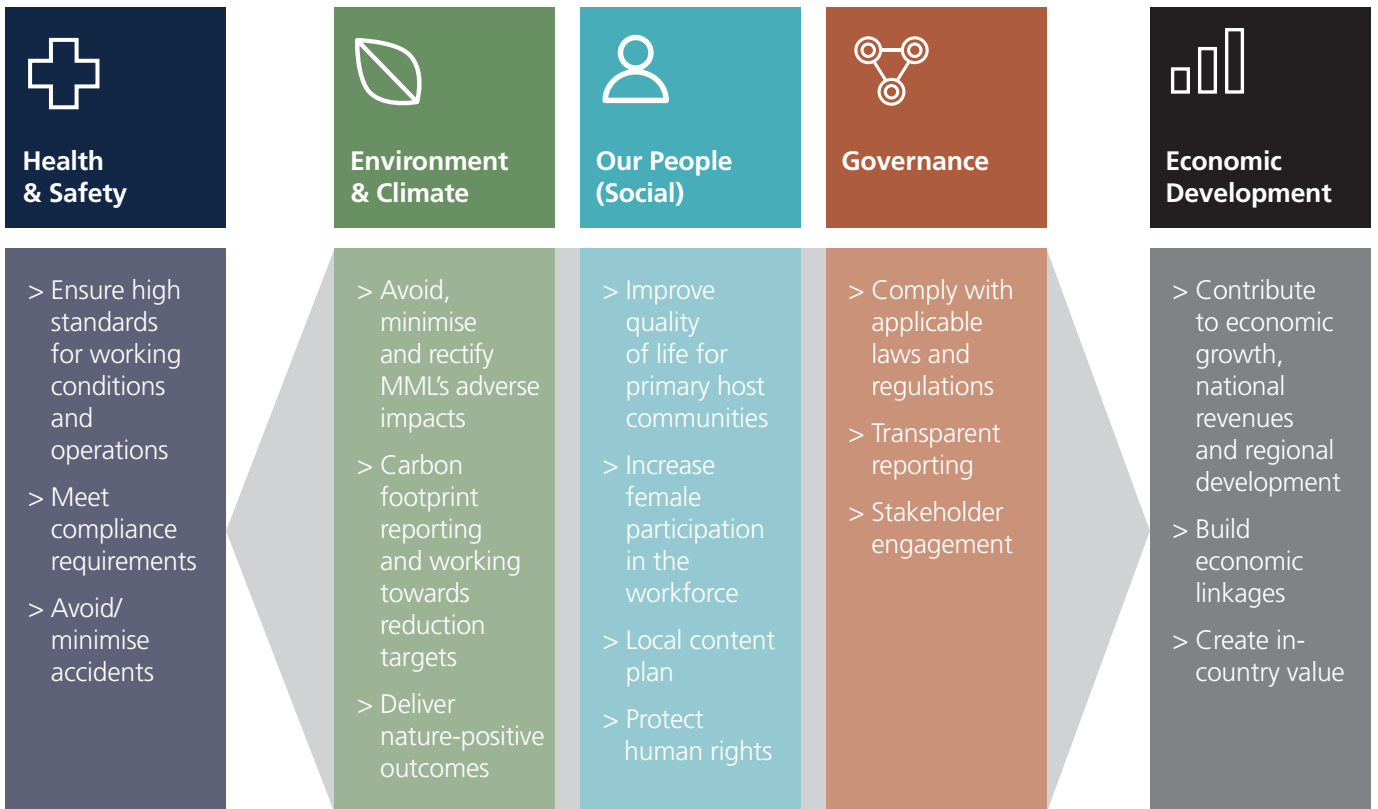 Health
& Safety
> Ensure high
standards
for working
conditions
and
operations
> Meet
compliance
requirements
> Avoid/
minimise
accidents
Environment
& Climate
> Avoid,
minimise
and rectify
MML's adverse
impacts
> Carbon
footprint
reporting
and working
towards
reduction
targets
> Deliver
nature-positive
outcomes
Our People
(Social)
> Improve
quality
of life for
primary host
communities
> Increase
female
participation
in the
workforce
> Local content
plan
> Protect
human rights
Governance
> Comply with
applicable
laws and
regulations
> Transparent
reporting
> Stakeholder
engagement
Economic
Development
> Contribute
to economic
growth,
national
revenues
and regional
development
> Build
economic
linkages
> Create in-
country value